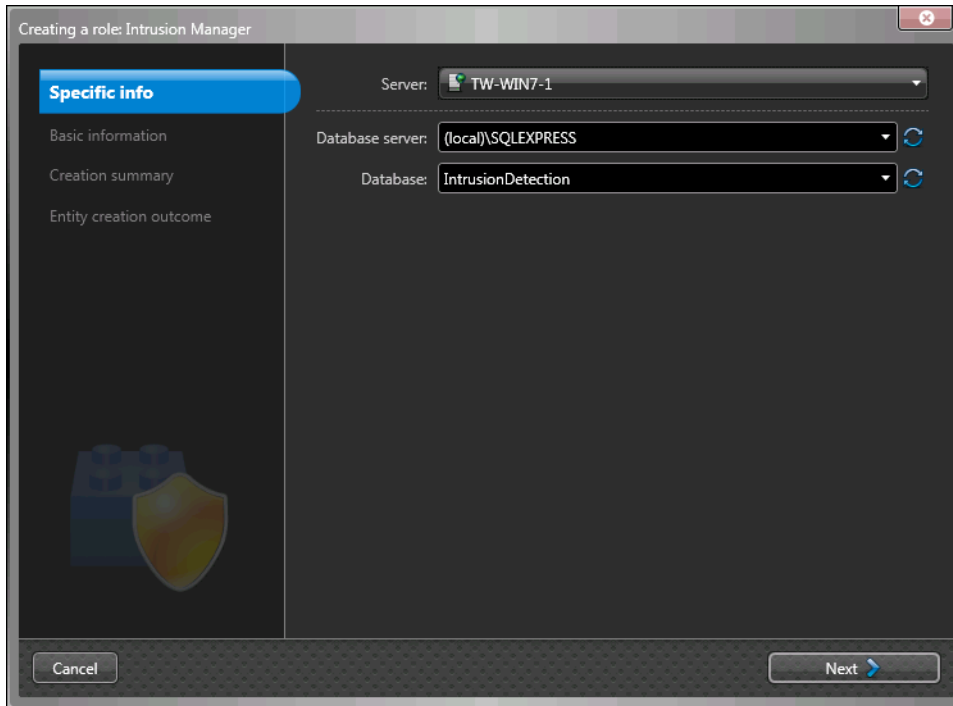 Creating a role: Intrusion Manager
Specific info
Basic information
Creation summary
Entity creation outcome
Server: TW-WIN7-1
Database server: (local)\SQLEXPRESS
Database: IntrusionDetection
Cancel
Next